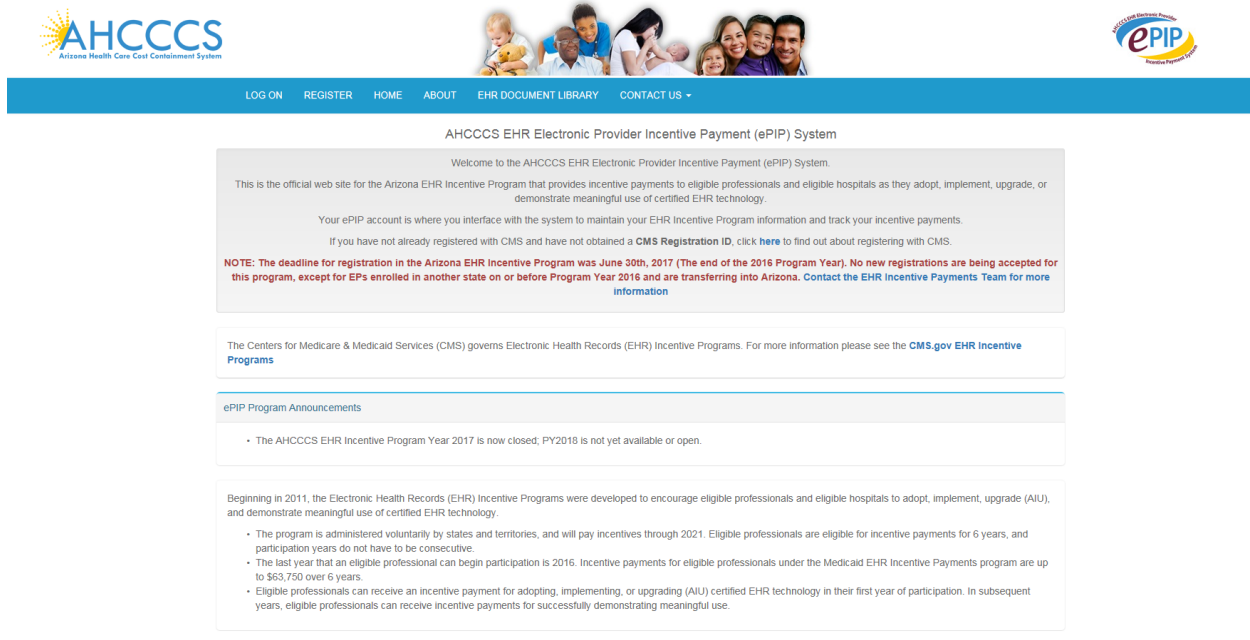 AHCCCS
Arizona Health Care Cost Containment System
AHCCCS EHR Electronic Provider
ePIP
Incentive Payment System
LOG ON REGISTER HOME ABOUT EHR DOCUMENT LIBRARY CONTACT US
AHCCCS EHR Electronic Provider Incentive Payment (ePIP) System
Welcome to the AHCCCS EHR Electronic Provider Incentive Payment (ePIP) System.
This is the official web site for the Arizona EHR Incentive Program that provides incentive payments to eligible professionals and eligible hospitals as they adopt, implement, upgrade, or
demonstrate meaningful use of certified EHR technology.
Your ePIP account is where you interface with the system to maintain your EHR Incentive Program information and track your incentive payments.
If you have not already registered with CMS and have not obtained a CMS Registration ID, click here to find out about registering with CMS.
NOTE: The deadline for registration in the Arizona EHR Incentive Program was June 30th, 2017 (The end of the 2016 Program Year). No new registrations are being accepted for
this program, except for EPs enrolled in another state on or before Program Year 2016 and are transferring into Arizona. Contact the EHR Incentive Payments Team for more
information
The Centers for Medicare & Medicaid Services (CMS) governs Electronic Health Records (EHR) Incentive Programs. For more information please see the CMS.gov EHR Incentive
Programs
ePIP Program Announcements
• The AHCCCS EHR Incentive Program Year 2017 is now closed; PY2018 is not yet available or open.
Beginning in 2011, the Electronic Health Records (EHR) Incentive Programs were developed to encourage eligible professionals and eligible hospitals to adopt, implement, upgrade (AIU),
and demonstrate meaningful use of certified EHR technology.
• The program is administered voluntarily by states and territories, and will pay incentives through 2021. Eligible professionals are eligible for incentive payments for 6 years, and
participation years do not have to be consecutive.
• The last year that an eligible professional can begin participation is 2016. Incentive payments for eligible professionals under the Medicaid EHR Incentive Payments program are up
to $63,750 over 6 years.
• Eligible professionals can receive an incentive payment for adopting, implementing, or upgrading (AIU) certified EHR technology in their first year of participation. In subsequent
years, eligible professionals can receive incentive payments for successfully demonstrating meaningful use.